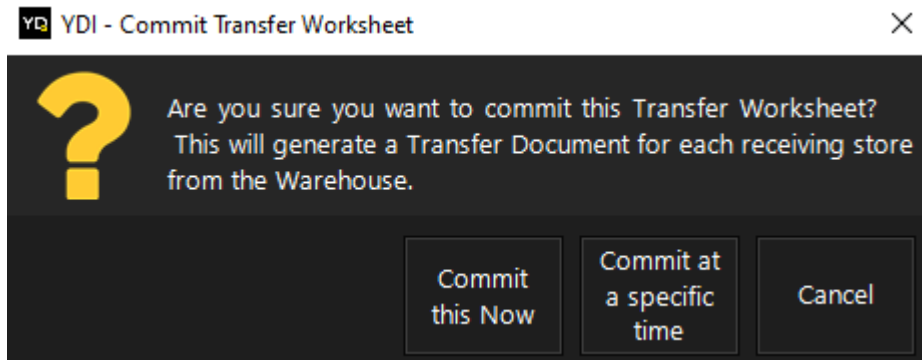 YDI - Commit Transfer Worksheet
Are you sure you want to commit this Transfer Worksheet?
This will generate a Transfer Document for each receiving store
from the Warehouse.
Commit
this Now
Commit at
a specific
time
Cancel